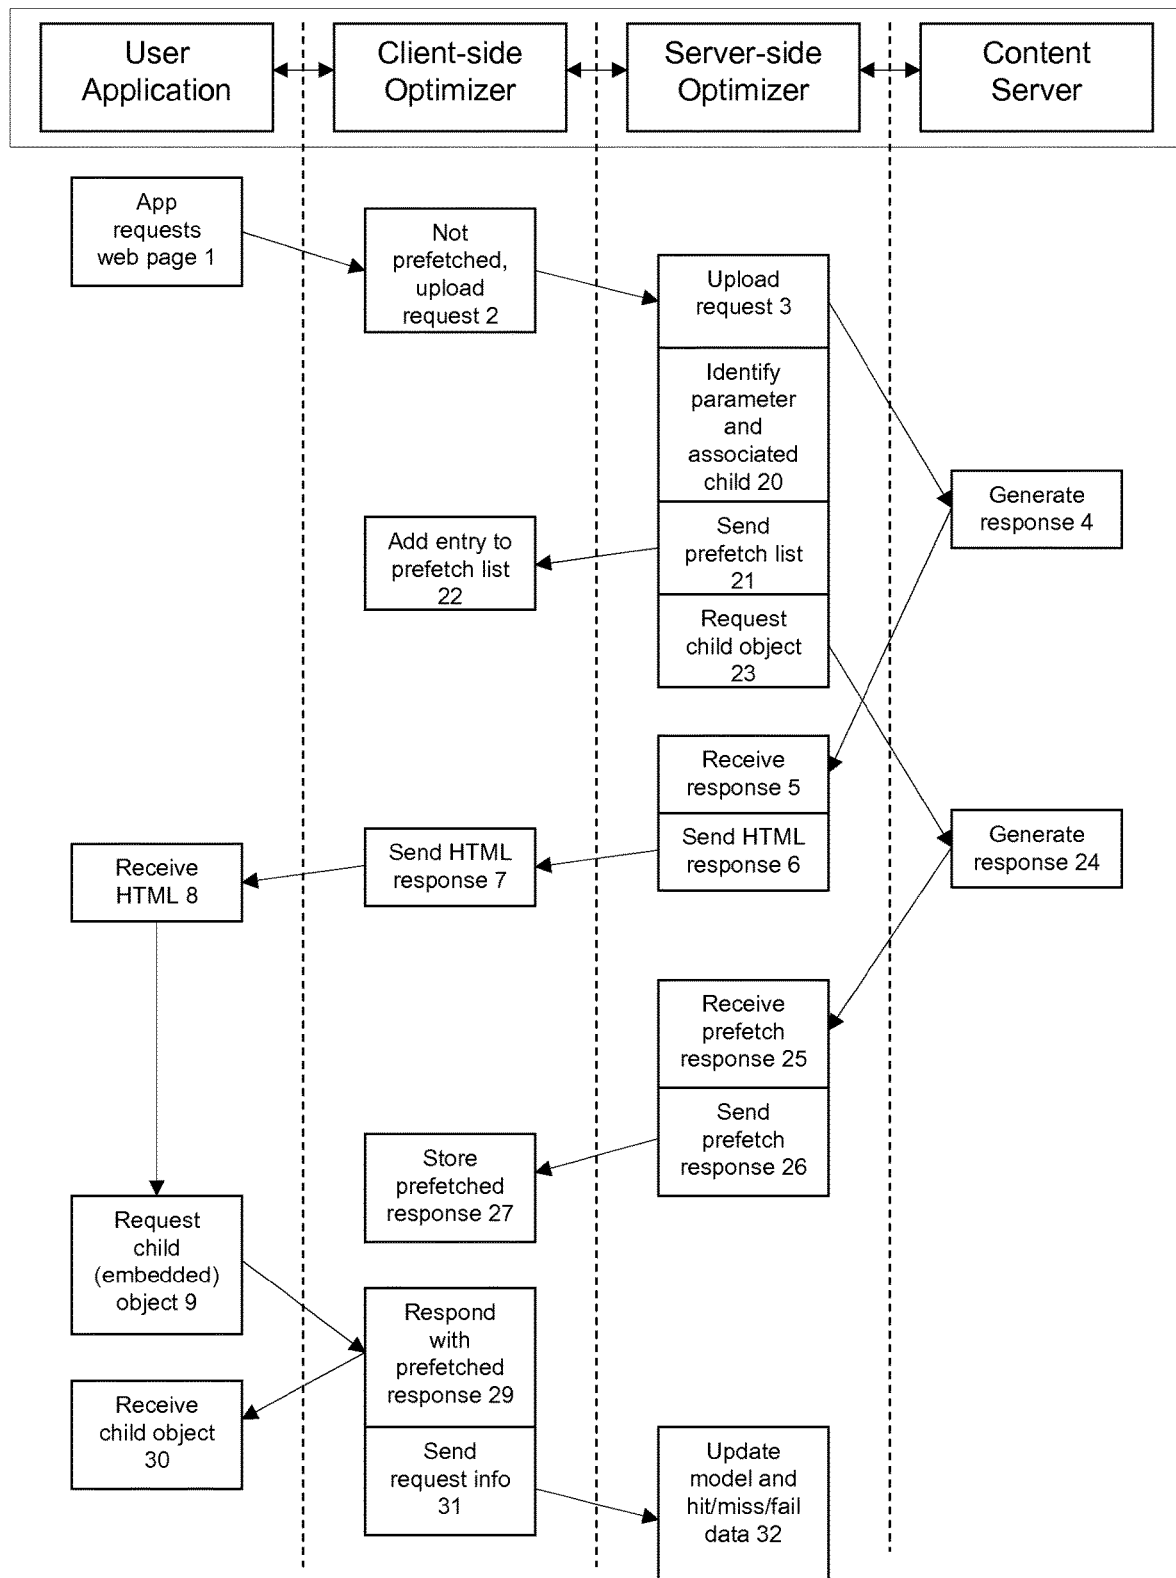 User
Application
Client-side
Optimizer
Server-side
Optimizer
Content
Server
App
requests
web page 1
Not
prefetched,
upload
request 2
Upload
request 3
Identify
parameter
and
associated
child 20
Generate
response 4
Send
prefetch list
21
Add entry to
prefetch list
22
Request
child object
23
Receive
response 5
Send HTML
response 6
Send HTML
response 7
Receive
HTML 8
Generate
response 24
Receive
prefetch
response 25
Send
prefetch
response 26
Store
prefetched
response 27
Request
child
(embedded)
object 9
Respond
with
prefetched
response 29
Receive
child object
30
Send
request info
31
Update
model and
hit/miss/fail
data 32